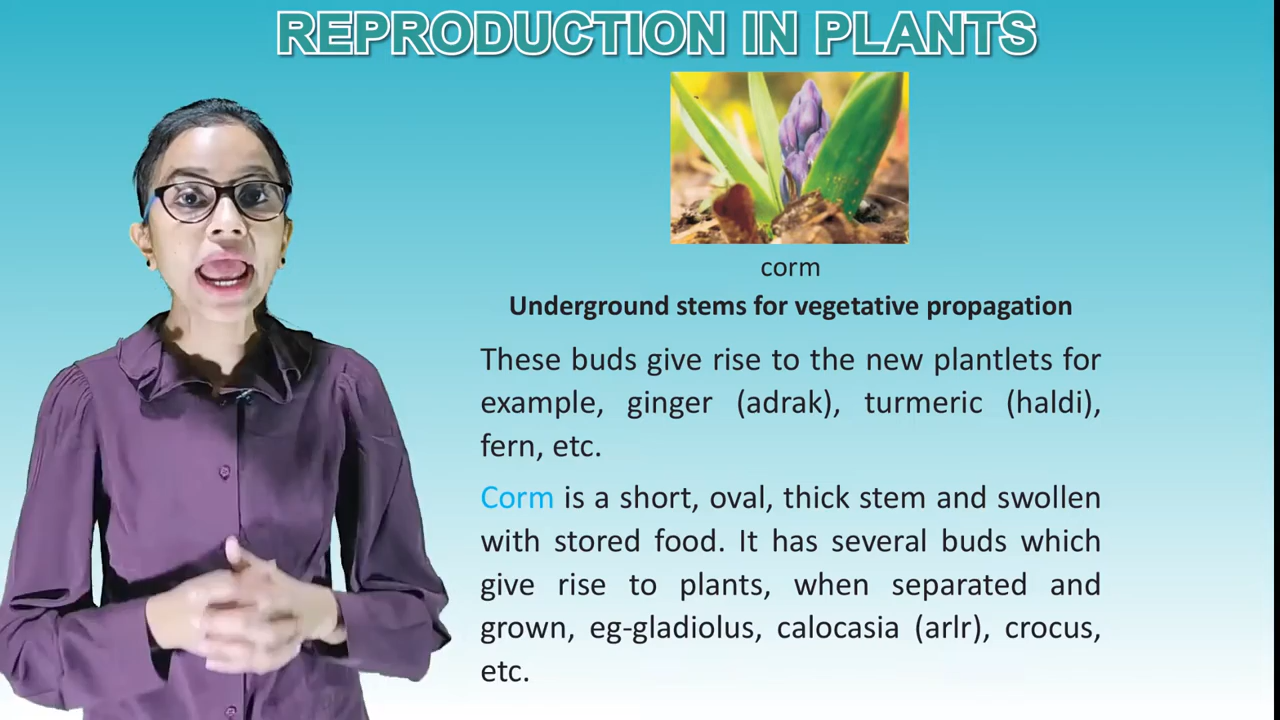 REPRODUCTION IN PLANTS
corm
Underground stems for vegetative propagation
These buds give rise to the new plantlets for
example, ginger (adrak), turmeric (haldi),
fern, etc.
Corm is a short, oval, thick stem and swollen
with stored food. It has several buds which
give rise to plants, when separated and
grown, eg-gladiolus, calocasia (arlr), crocus,
etc.